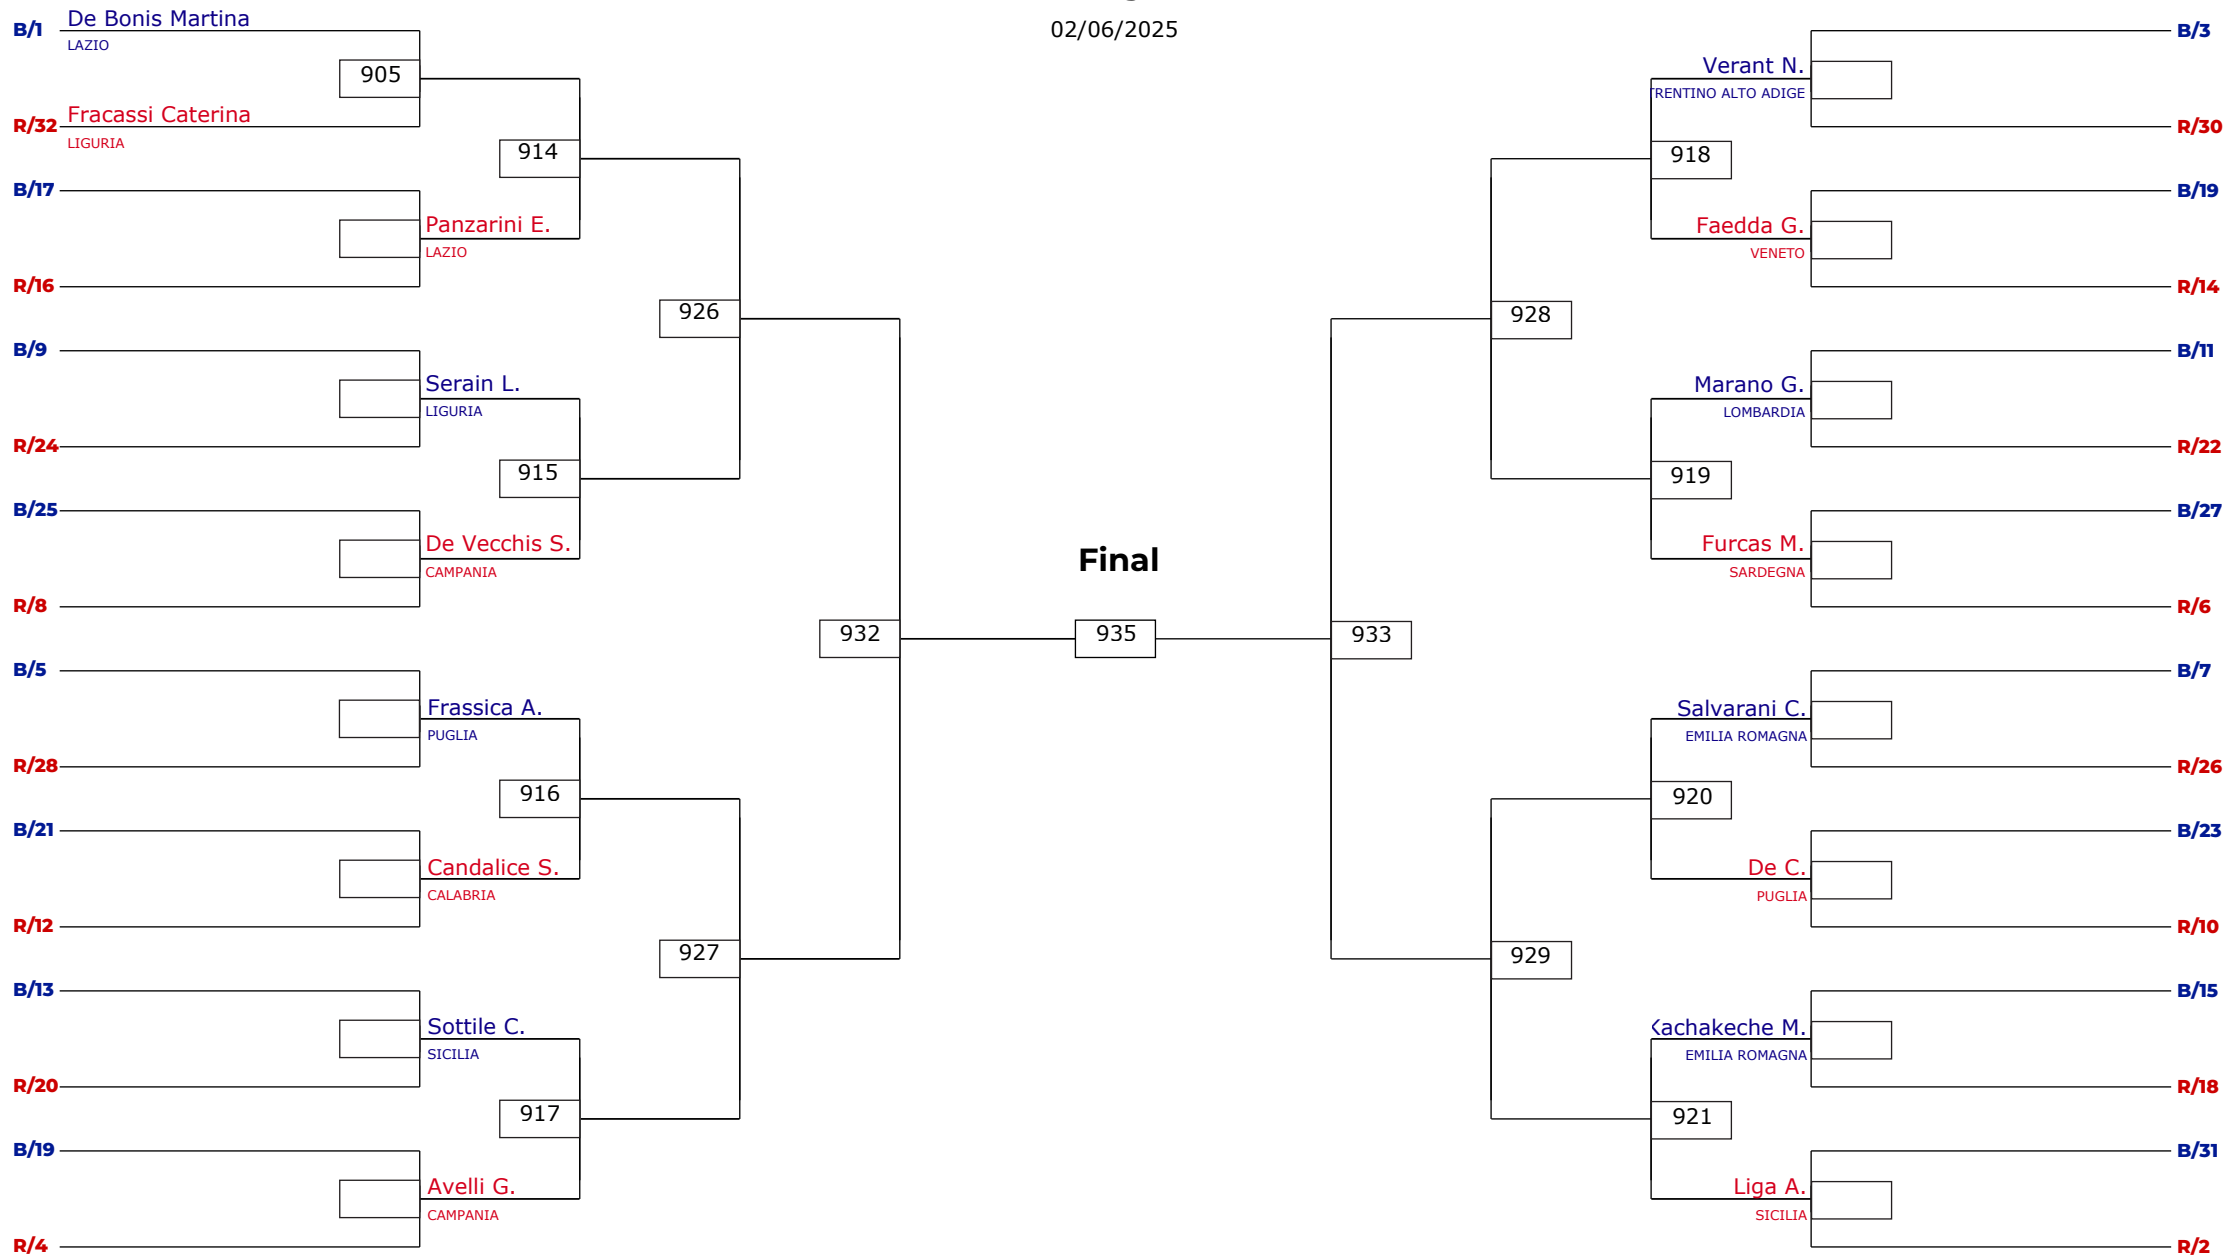 02/06/2025
B/1
De Bonis Martina
LAZIO
905
R/32
Fracassi Caterina
LIGURIA
914
B/17
Panzarini E.
LAZIO
R/16
926
B/9
Serain L.
LIGURIA
R/24
915
B/25
De Vecchis S.
CAMPANIA
R/8
932
B/5
Frassica A.
PUGLIA
R/28
916
B/21
Candalice S.
CALABRIA
R/12
927
B/13
Sottile C.
SICILIA
R/20
917
B/19
Avelli G.
CAMPANIA
R/4
Final
935
B/3
Verant N.
TRENTINO ALTO ADIGE
R/30
918
B/19
Faedda G.
VENETO
R/14
928
B/11
Marano G.
LOMBARDIA
R/22
919
B/27
Furcas M.
SARDEGNA
R/6
933
B/7
Salvarani C.
EMILIA ROMAGNA
R/26
920
B/23
De C.
PUGLIA
R/10
929
B/15
Kachakeche M.
EMILIA ROMAGNA
R/18
921
B/31
Liga A.
SICILIA
R/2